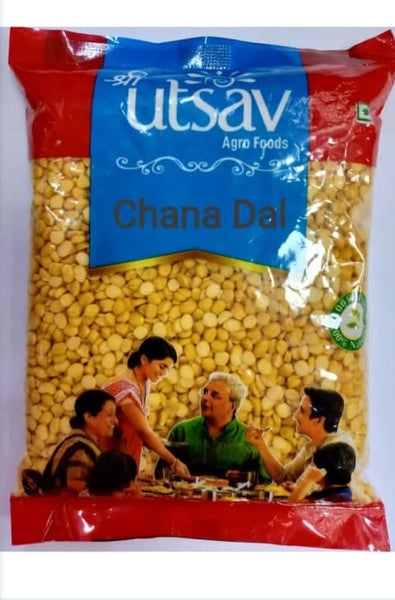 श्री
utsav
Agro Foods
Chana Dal